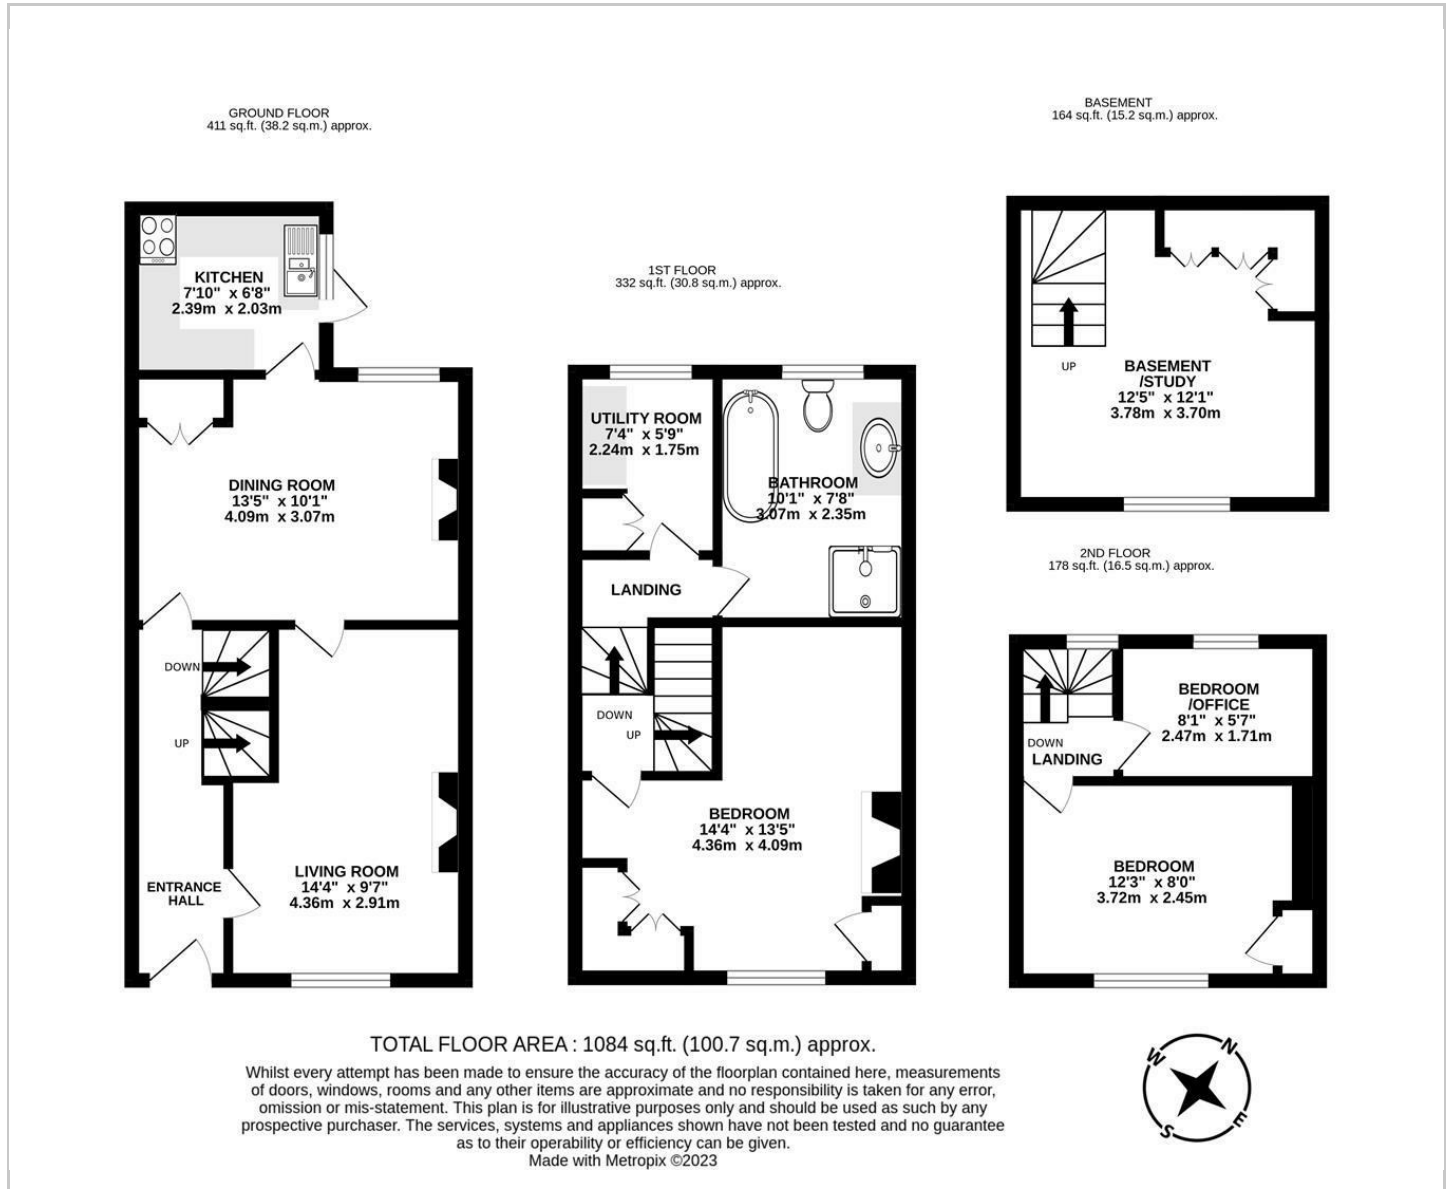 GROUND FLOOR
411 sq.ft. (38.2 sq.m.) approx.
KITCHEN
7'10" x 6'8"
2.39m x 2.03m
DINING ROOM
13'5" x 10'1"
4.09m x 3.07m
DOWN
UP
LIVING ROOM
14'4" x 9'7"
4.36m x 2.91m
ENTRANCE
HALL
1ST FLOOR
332 sq.ft. (30.8 sq.m.) approx.
UTILITY ROOM
7'4" x 5'9"
2.24m x 1.75m
BATHROOM
10'1" x 7'8"
3.07m x 2.35m
LANDING
DOWN
UP
BEDROOM
14'4" x 13'5"
4.36m x 4.09m
BASEMENT
164 sq.ft. (15.2 sq.m.) approx.
UP
BASEMENT
/STUDY
12'5" x 12'1"
3.78m x 3.70m
2ND FLOOR
178 sq.ft. (16.5 sq.m.) approx.
BEDROOM
/OFFICE
8'1" x 5'7"
2.47m x 1.71m
DOWN
LANDING
BEDROOM
12'3" x 8'0"
3.72m x 2.45m
TOTAL FLOOR AREA : 1084 sq.ft. (100.7 sq.m.) approx.
Whilst every attempt has been made to ensure the accuracy of the floorplan contained here, measurements
of doors, windows, rooms and any other items are approximate and no responsibility is taken for any error,
omission or mis-statement. This plan is for illustrative purposes only and should be used as such by any
prospective purchaser. The services, systems and appliances shown have not been tested and no guarantee
as to their operability or efficiency can be given.
Made with Metropix ©2023
N
W
E
S